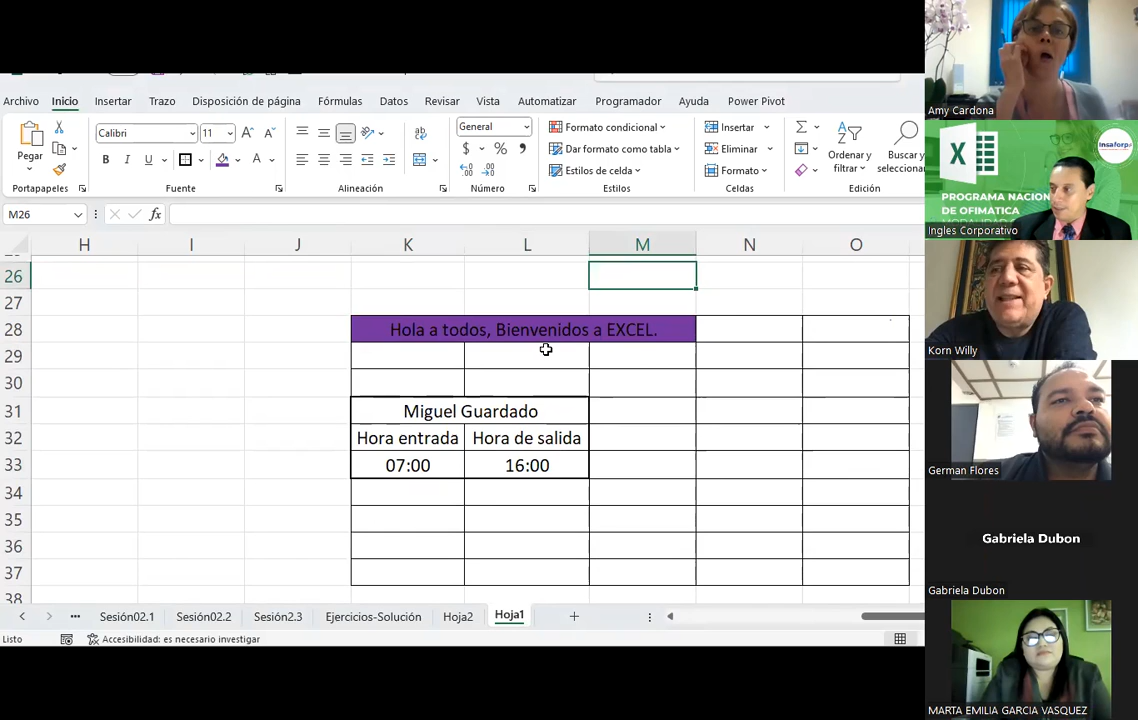 Archivo Inicio Insertar Trazo Disposición de página Fórmulas Datos Revisar Vista Automatizar Programador Ayuda Power Pivot
Pegar
Calibri 11 A A
N K S A
ab
General
$ % 9
Formato condicional
Dar formato como tabla
Estilos de celda
Insertar
Eliminar
Formato
Ordenar y
filtrar
Buscar y
seleccionar
Portapapeles Fuente Alineación Número Estilos Celdas Edición
M26 fx
H I J K L M N O
26
27
28 Hola a todos, Bienvenidos a EXCEL.
29
30
31 Miguel Guardado
32 Hora entrada Hora de salida
33 07:00 16:00
34
35
36
37
38
Sesión02.1 Sesión02.2 Sesión2.3 Ejercicios-Solución Hoja2 Hoja1
Listo Accesibilidad: es necesario investigar
Amy Cardona
X
insaforp
PROGRAMA NACION
DE OFIMATICA
Ingles Corporativo
Korn Willy
German Flores
Gabriela Dubon
Gabriela Dubon
MARTA EMILIA GARCIA VASQUEZ